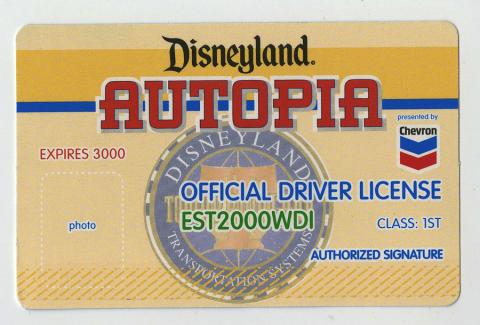 Disneyland®
AUTOPIA
presented by
Chevron
EXPIRES 3000
DISNEYLAND
OFFICIAL DRIVER LICENSE
photo
EST2000WDI
CLASS: 1ST
TRANSPORTATION SYSTEMS
AUTHORIZED SIGNATURE